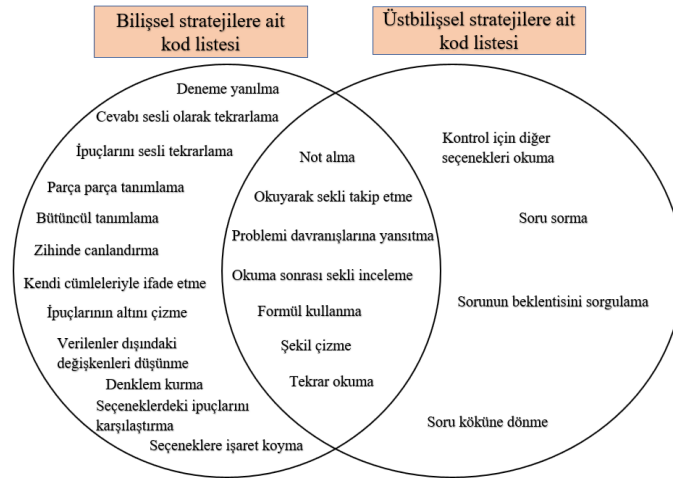 Bilişsel stratejilere ait
kod listesi
Üstbilişsel stratejilere ait
kod listesi
Deneme yanılma
Cevabı sesli olarak tekrarlama
İpuçlarını sesli tekrarlama
Parça parça tanımlama
Bütüncül tanımlama
Zihinde canlandırma
Kendi cümleleriyle ifade etme
İpuçlarının altını çizme
Verilenler dışındaki
değişkenleri düşünme
Denklem kurma
Seçeneklerdeki ipuçlarını
karşılaştırma
Seçeneklere işaret koyma
Not alma
Okuyarak sekli takip etme
Problemi davranışlarına yansıtma
Okuma sonrası sekli inceleme
Formül kullanma
Şekil çizme
Tekrar okuma
Kontrol için diğer
seçenekleri okuma
Soru sorma
Sorunun beklentisini sorgulama
Soru köküne dönme